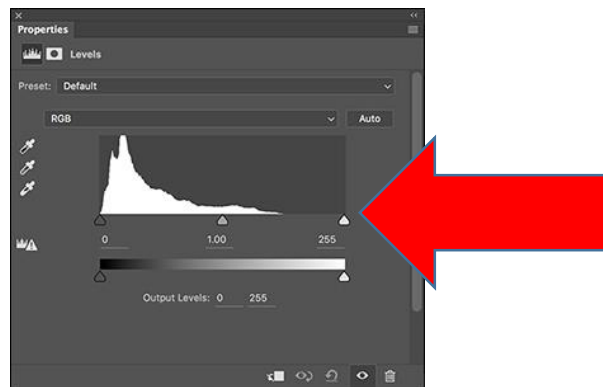 Properties
Levels
Preset: Default
RGB Auto
0 1.00 255
Output Levels: 0 255